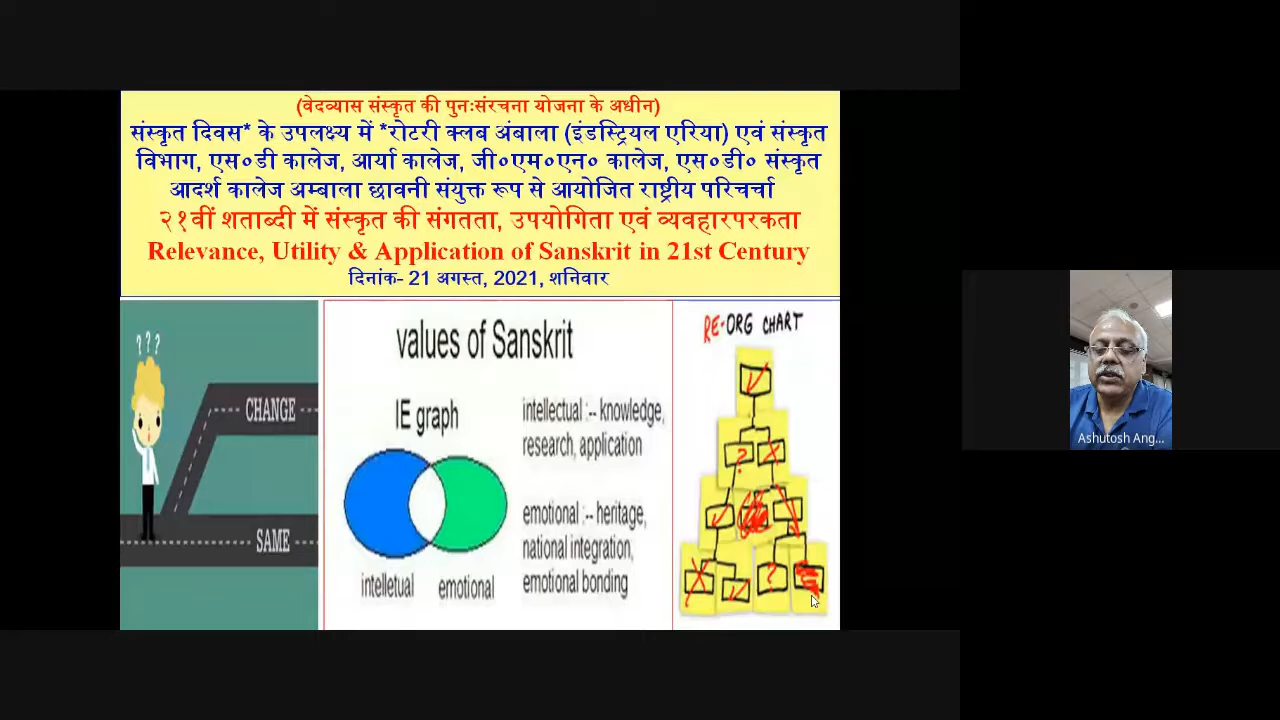 (वेदव्यास संस्कृत की पुनःसंरचना योजना के अधीन)
संस्कृत दिवस* के उपलक्ष्य में *रोटरी क्लब अंबाला (इंडस्ट्रियल एरिया) एवं संस्कृत
विभाग, एस०डी कालेज, आर्या कालेज, जी०एम०एन० कालेज, एस०डी० संस्कृत
आदर्श कालेज अम्बाला छावनी संयुक्त रूप से आयोजित राष्ट्रीय परिचर्चा
२१वीं शताब्दी में संस्कृत की संगतता, उपयोगिता एवं व्यवहारपरकता
Relevance, Utility & Application of Sanskrit in 21st Century
दिनांक- 21 अगस्त, 2021, शनिवार
? ? ?
CHANGE
SAME
values of Sanskrit
IE graph
intelletual
emotional
intellectual :-- knowledge,
research, application
emotional :-- heritage,
national integration,
emotional bonding
RE-ORG CHART
?
?
Ashutosh Ang...